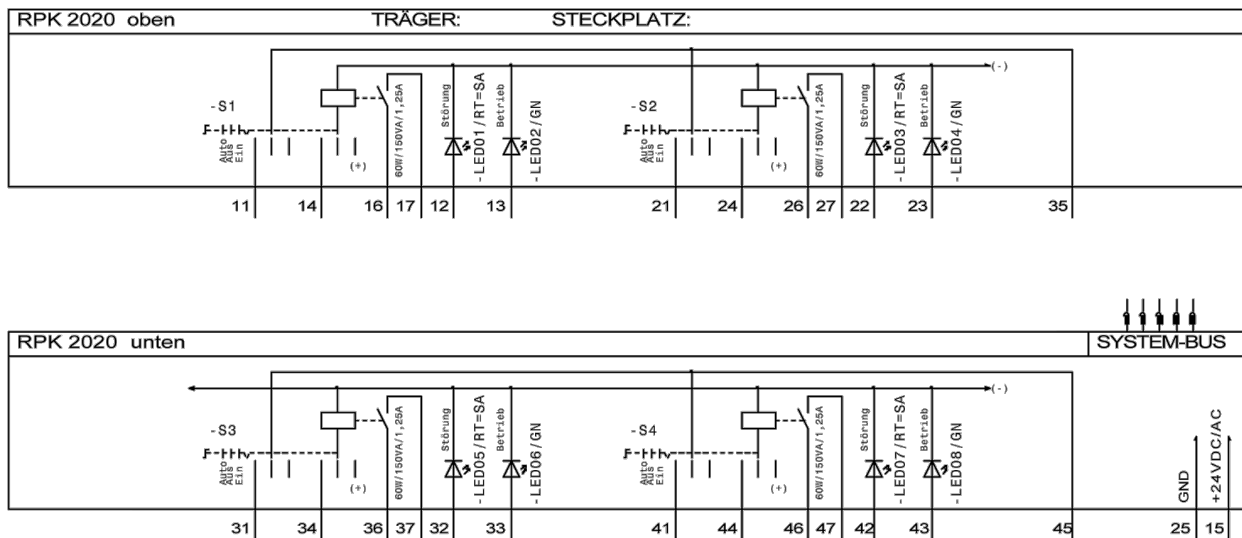 RPK 2020 oben TRÄGER: STECKPLATZ:
(-)
-S1
Auto
Aus
Ein
(+)
60W/150VA/1,25A
Störung
-LED01/RT=SA
Betrieb
-LED02/GN
-S2
Auto
Aus
Ein
(+)
60W/150VA/1,25A
Störung
-LED03/RT=SA
Betrieb
-LED04/GN
11 14 16 17 12 13 21 24 26 27 22 23 35
RPK 2020 unten SYSTEM-BUS
(-)
-S3
Auto
Aus
Ein
(+)
60W/150VA/1,25A
Störung
-LED05/RT=SA
Betrieb
-LED06/GN
-S4
Auto
Aus
Ein
(+)
60W/150VA/1,25A
Störung
-LED07/RT=SA
Betrieb
-LED08/GN
GND
+24VDC/AC
31 34 36 37 32 33 41 44 46 47 42 43 45 25 15